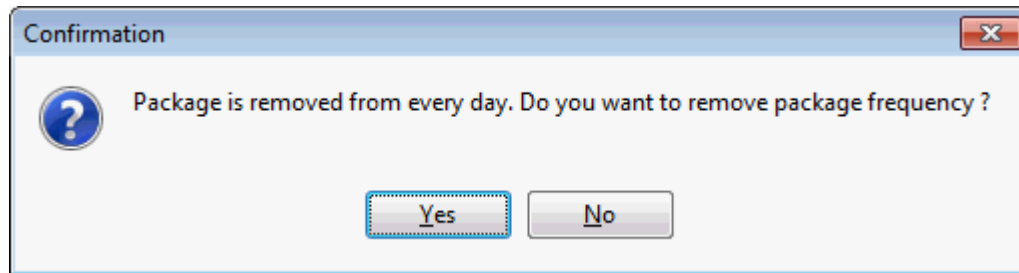 Confirmation
Package is removed from every day. Do you want to remove package frequency ?
Yes
No